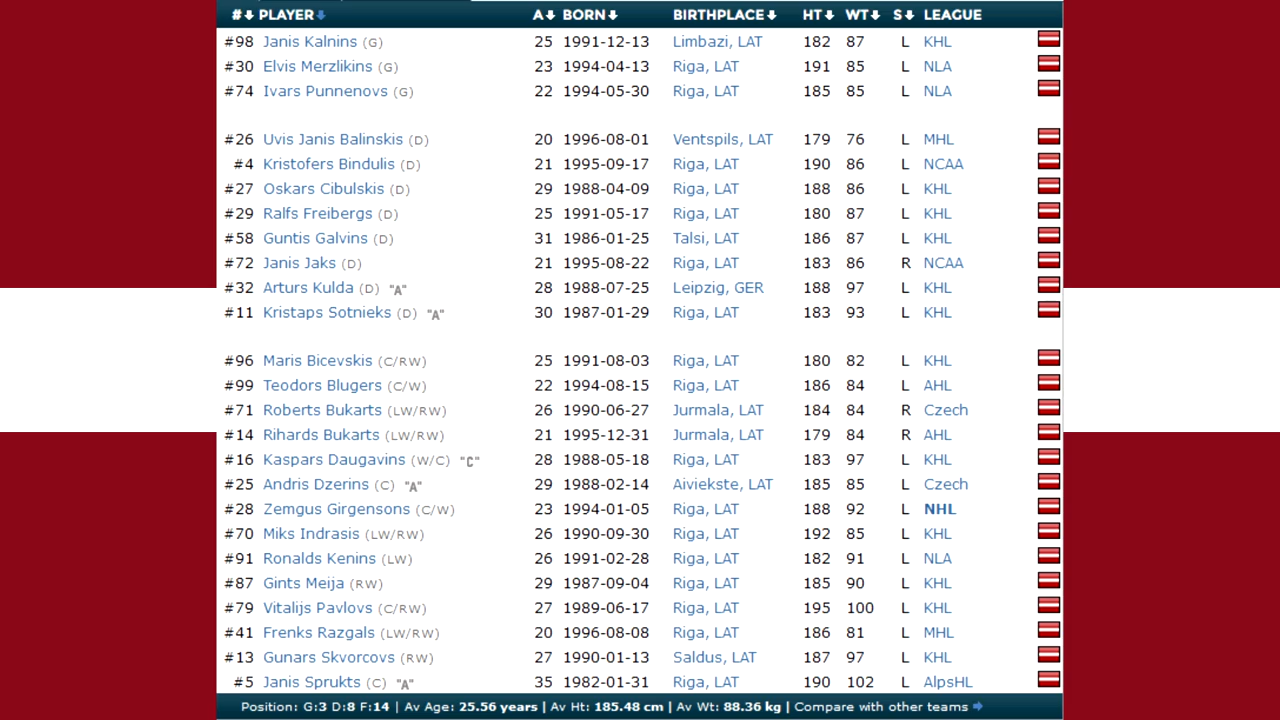 # PLAYER A BORN BIRTHPLACE HT WT S LEAGUE
#98 Janis Kalnins (G) 25 1991-12-13 Limbazi, LAT 182 87 L KHL
#30 Elvis Merzlikins (G) 23 1994-04-13 Riga, LAT 191 85 L NLA
#74 Ivars Punnenovs (G) 22 1994-05-30 Riga, LAT 185 85 L NLA
#26 Uvis Janis Balinskis (D) 20 1996-08-01 Ventspils, LAT 179 76 L MHL
#4 Kristofers Bindulis (D) 21 1995-09-17 Riga, LAT 190 86 L NCAA
#27 Oskars Cibulskis (D) 29 1988-04-09 Riga, LAT 188 86 L KHL
#29 Ralfs Freibergs (D) 25 1991-05-17 Riga, LAT 180 87 L KHL
#58 Guntis Galvins (D) 31 1986-01-25 Talsi, LAT 186 87 L KHL
#72 Janis Jaks (D) 21 1995-08-22 Riga, LAT 183 86 R NCAA
#32 Arturs Kulda (D) "A" 28 1988-07-25 Leipzig, GER 188 97 L KHL
#11 Kristaps Sotnieks (D) "A" 30 1987-01-29 Riga, LAT 183 93 L KHL
#96 Maris Bicevskis (C/RW) 25 1991-08-03 Riga, LAT 180 82 L KHL
#99 Teodors Blugers (C/W) 22 1994-08-15 Riga, LAT 186 84 L AHL
#71 Roberts Bukarts (LW/RW) 26 1990-06-27 Jurmala, LAT 184 84 R Czech
#14 Rihards Bukarts (LW/RW) 21 1995-12-31 Jurmala, LAT 179 84 R AHL
#16 Kaspars Daugavins (W/C) "C" 28 1988-05-18 Riga, LAT 183 97 L KHL
#25 Andris Dzerins (C) "A" 29 1988-02-14 Aiviekste, LAT 185 85 L Czech
#28 Zemgus Girgensons (C/W) 23 1994-01-05 Riga, LAT 188 92 L NHL
#70 Miks Indrasis (LW/RW) 26 1990-09-30 Riga, LAT 192 85 L KHL
#91 Ronalds Kenins (LW) 26 1991-02-28 Riga, LAT 182 91 L NLA
#87 Gints Meija (RW) 29 1987-09-04 Riga, LAT 185 90 L KHL
#79 Vitalijs Pavlovs (C/RW) 27 1989-06-17 Riga, LAT 195 100 L KHL
#41 Frenks Razgals (LW/RW) 20 1996-08-08 Riga, LAT 186 81 L MHL
#13 Gunars Skvorcovs (RW) 27 1990-01-13 Saldus, LAT 187 97 L KHL
#5 Janis Sprukts (C) "A" 35 1982-01-31 Riga, LAT 190 102 L AlpsHL
Position: G:3 D:8 F:14 | Av Age: 25.56 years | Av Ht: 185.48 cm | Av Wt: 88.36 kg | Compare with other teams